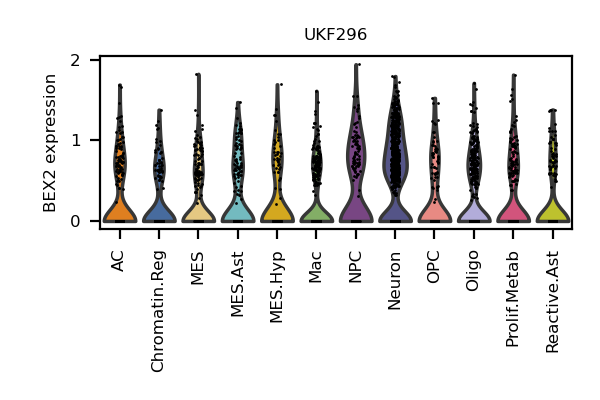 UKF296
BEX2 expression
2
1
0
AC
Chromatin.Reg
MES
MES.Ast
MES.Hyp
Mac
NPC
Neuron
OPC
Oligo
Prolif.Metab
Reactive.Ast